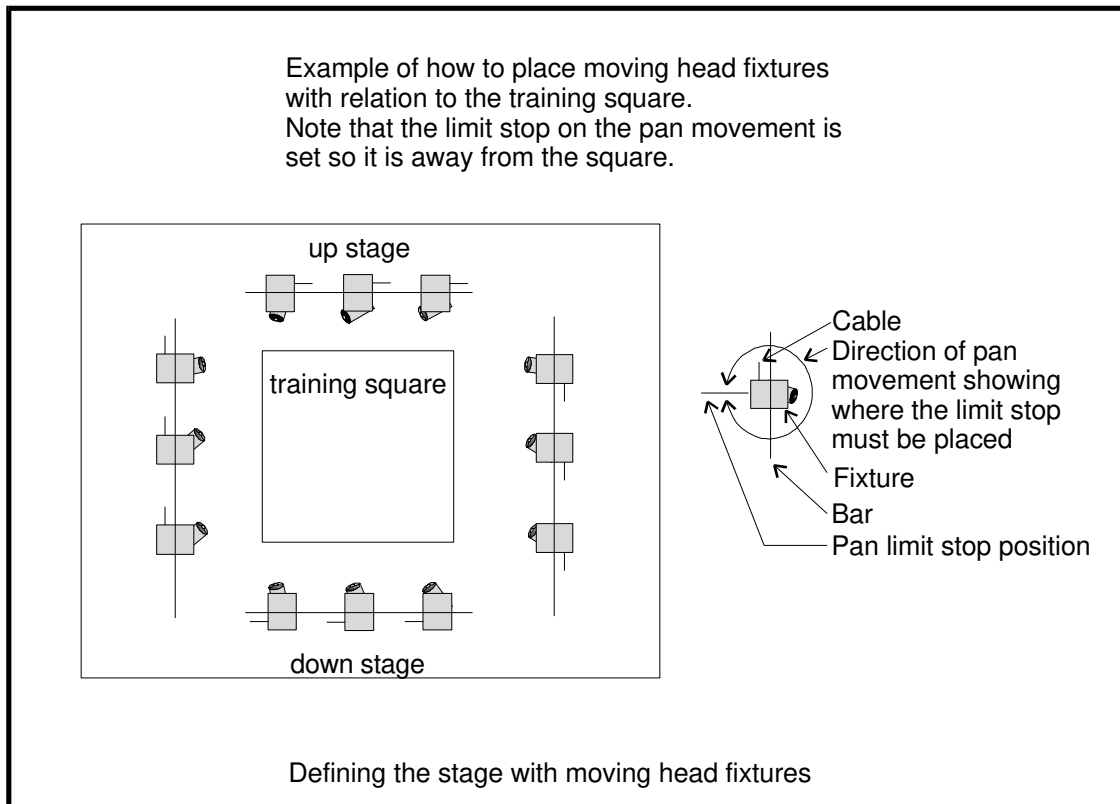 Example of how to place moving head fixtures
with relation to the training square.
Note that the limit stop on the pan movement is
set so it is away from the square.
up stage
training square
down stage
Cable
Direction of pan
movement showing
where the limit stop
must be placed
Fixture
Bar
Pan limit stop position
Defining the stage with moving head fixtures